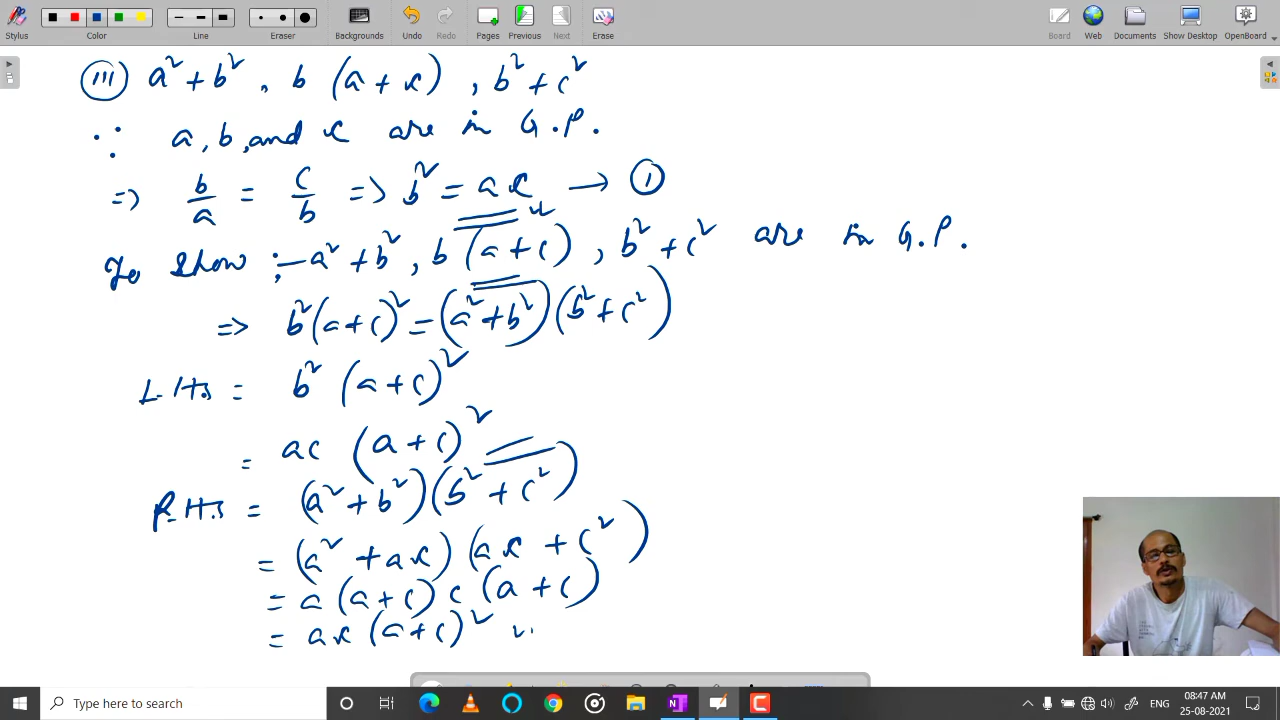 Stylus Color Line Eraser Backgrounds Undo Redo Pages Previous Next Erase Board Web Documents Show Desktop OpenBoard
(III) a² + b² , b (a + c) , b² + c²
∵ a, b, and c are in G.P.
=> b/a = c/b => b² = ac → (1)
To show :- a² + b² , b (a + c) , b² + c² are in G.P.
=> b² (a + c)² = (a² + b²) (b² + c²)
L.H.S = b² (a + c)²
= ac (a + c)²
R.H.S = (a² + b²) (b² + c²)
= (a² + ac) (ac + c²)
= a (a + c) c (a + c)
= ac (a + c)²
Type here to search
ENG
08:47 AM
25-08-2021